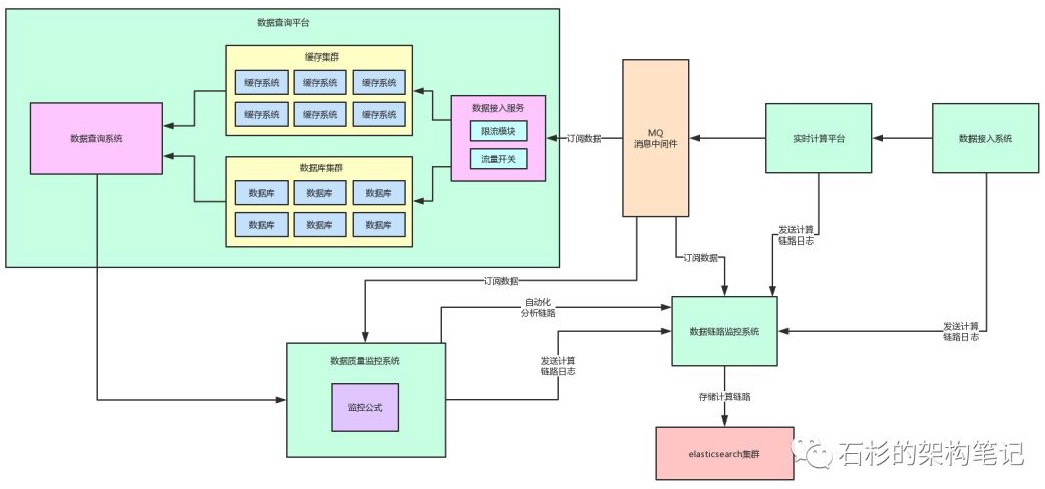 数据查询平台
缓存集群
缓存系统 缓存系统 缓存系统
缓存系统 缓存系统 缓存系统
数据查询系统
数据接入服务
限流模块
流量开关
数据库集群
数据库 数据库 数据库
数据库 数据库 数据库
订阅数据
MQ
消息中间件
实时计算平台
数据接入系统
发送计算
链路日志
订阅数据
订阅数据
自动化
分析链路
数据链路监控系统
发送计算
链路日志
数据质量监控系统
监控公式
发送计算
链路日志
存储计算链路
elasticsearch集群
石杉的架构笔记